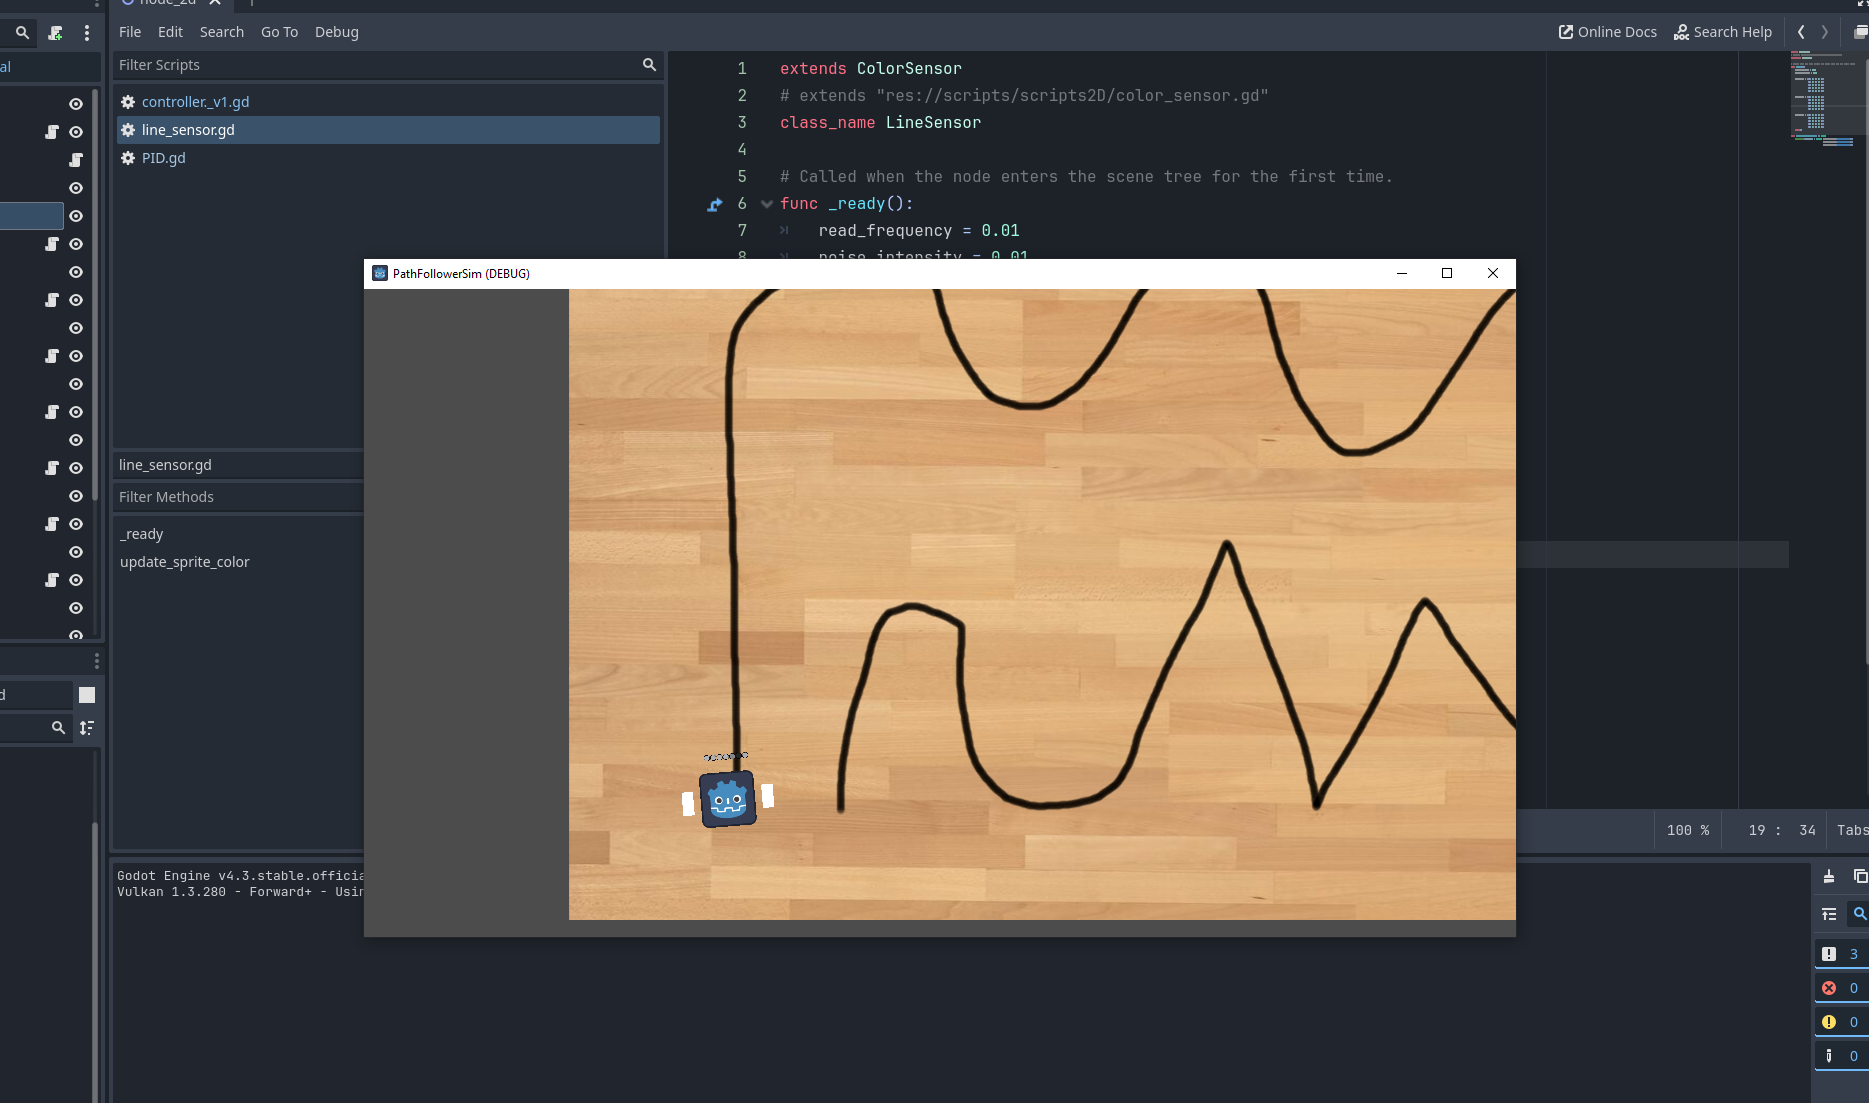 node_2d
File Edit Search Go To Debug
Online Docs Search Help
al
Filter Scripts
controller._v1.gd
line_sensor.gd
PID.gd
line_sensor.gd
Filter Methods
_ready
update_sprite_color
1 extends ColorSensor
2 # extends "res://scripts/scripts2D/color_sensor.gd"
3 class_name LineSensor
4
5 # Called when the node enters the scene tree for the first time.
6 func _ready():
7 read_frequency = 0.01
8 noise_intensity = 0.01
PathFollowerSim (DEBUG)
d
100 % 19 : 34 Tabs
Godot Engine v4.3.stable.officia
Vulkan 1.3.280 - Forward+ - Usin
3
0
0
0